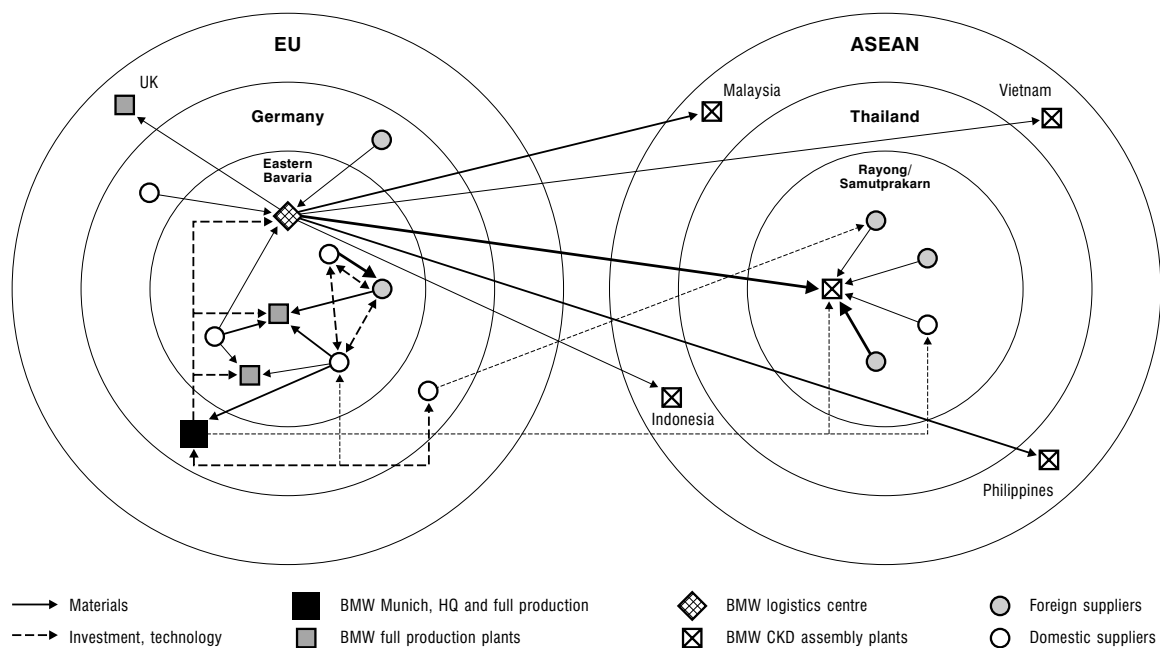 EU
ASEAN
UK
Malaysia
Vietnam
Germany
Thailand
Eastern
Bavaria
Rayong/
Samutprakarn
Indonesia
Philippines
Materials
BMW Munich, HQ and full production
BMW logistics centre
Foreign suppliers
Investment, technology
BMW full production plants
BMW CKD assembly plants
Domestic suppliers